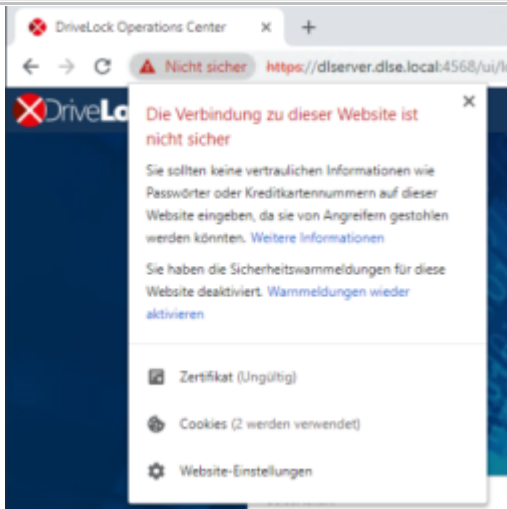 DriveLock Operations Center
Nicht sicher https://dlserver.dlse.local:4568/ui/
DriveLo
Die Verbindung zu dieser Website ist
nicht sicher
Sie sollten keine vertraulichen Informationen wie
Passwörter oder Kreditkartennummern auf dieser
Website eingeben, da sie von Angreifern gestohlen
werden könnten. Weitere Informationen
Sie haben die Sicherheitswarnmeldungen für diese
Website deaktiviert. Warnmeldungen wieder
aktivieren
Zertifikat (Ungültig)
Cookies (2 werden verwendet)
Website-Einstellungen